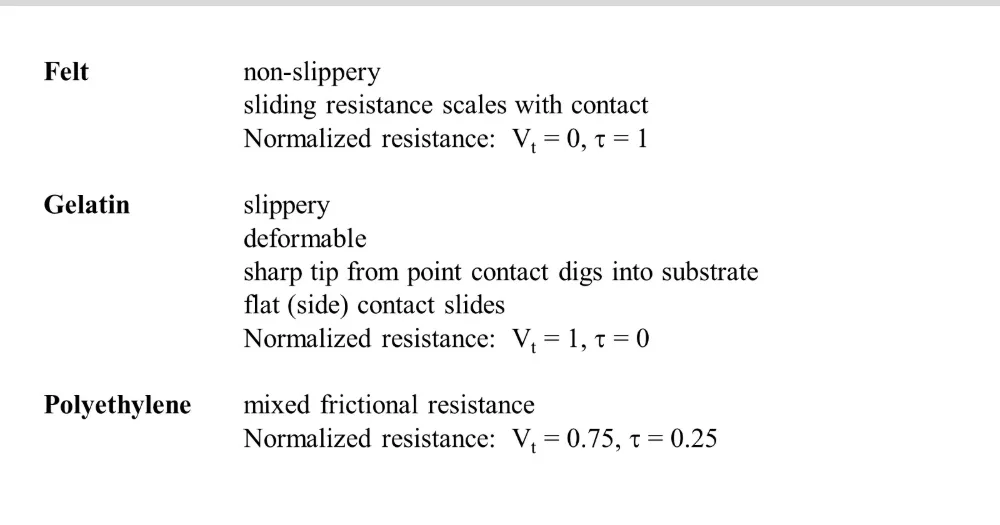 Felt non-slippery
sliding resistance scales with contact
Normalized resistance: Vₜ = 0, τ = 1
Gelatin slippery
deformable
sharp tip from point contact digs into substrate
flat (side) contact slides
Normalized resistance: Vₜ = 1, τ = 0
Polyethylene mixed frictional resistance
Normalized resistance: Vₜ = 0.75, τ = 0.25